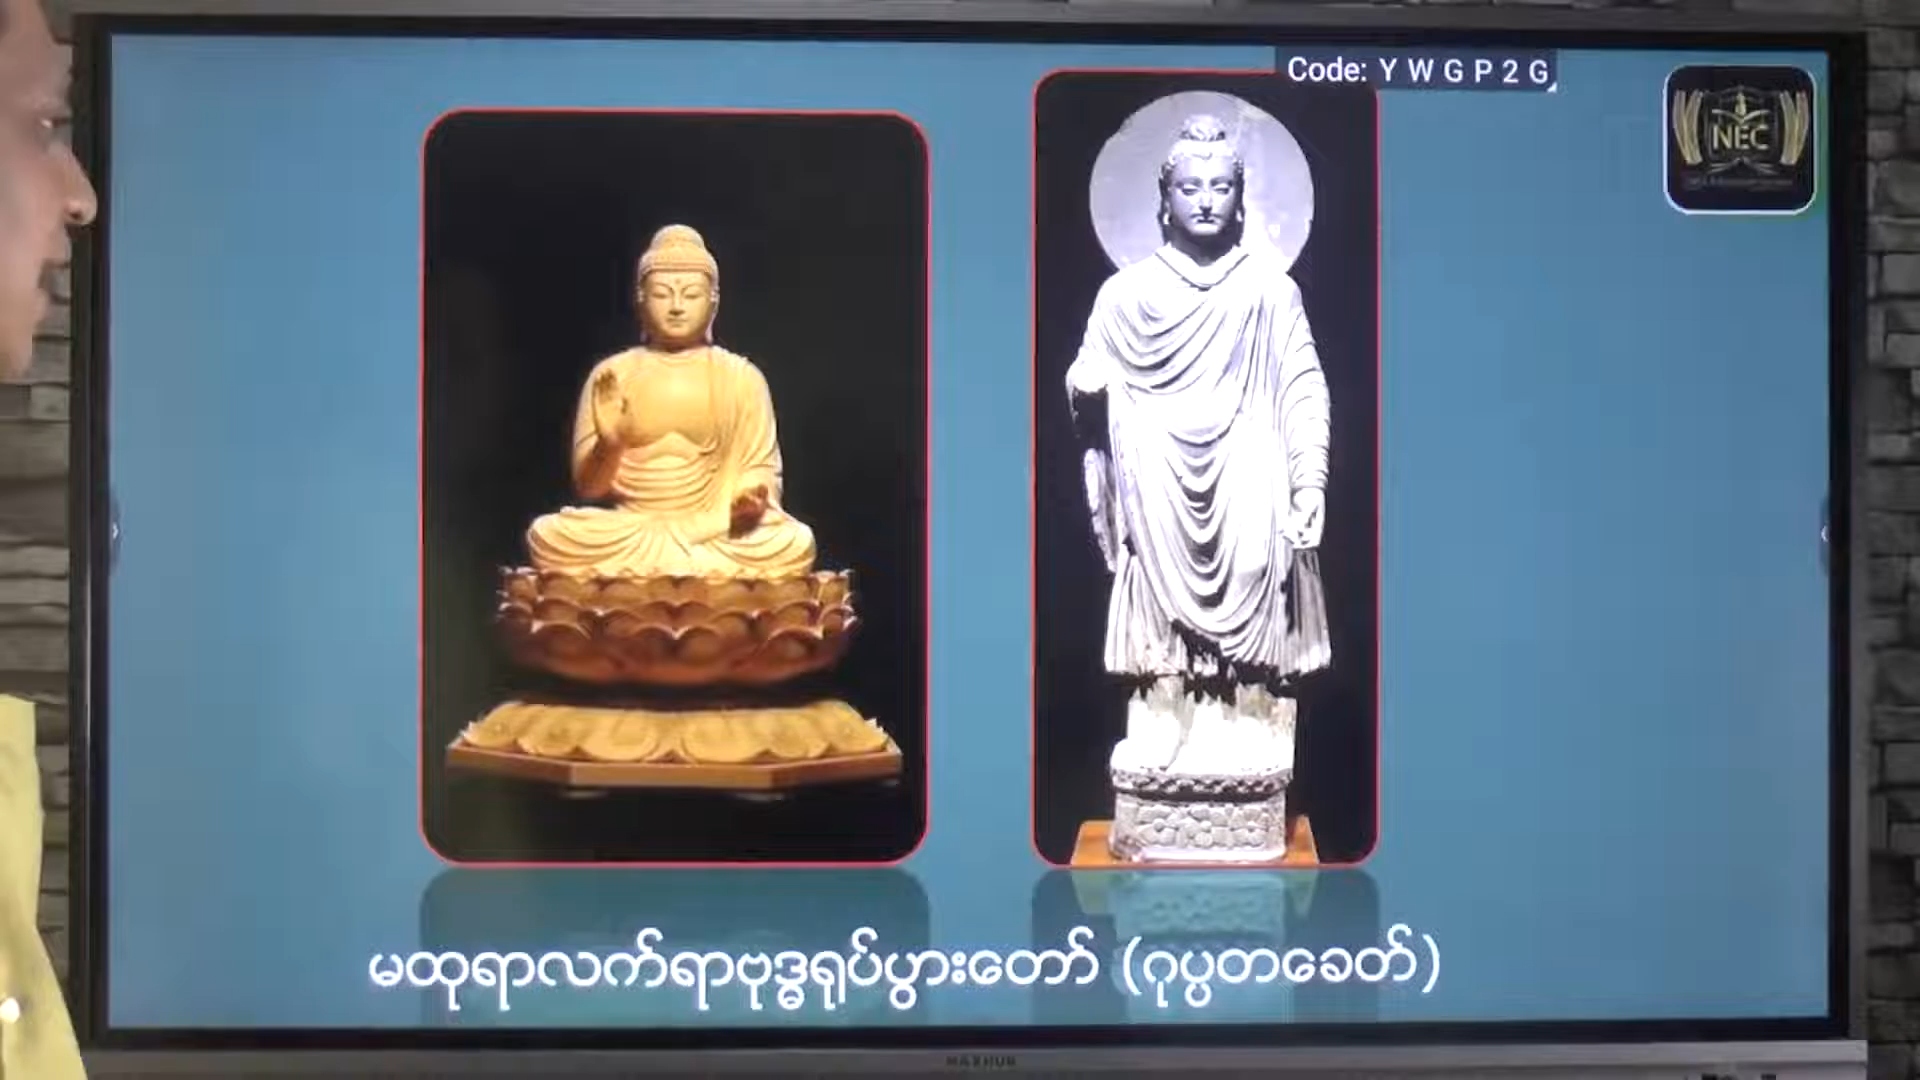 Code: Y W G P 2 G
NEC
မထုရာလက်ရာဗုဒ္ဓရုပ်ပွားတော် (ဂုပ္ပတခေတ်)
MAXHUB